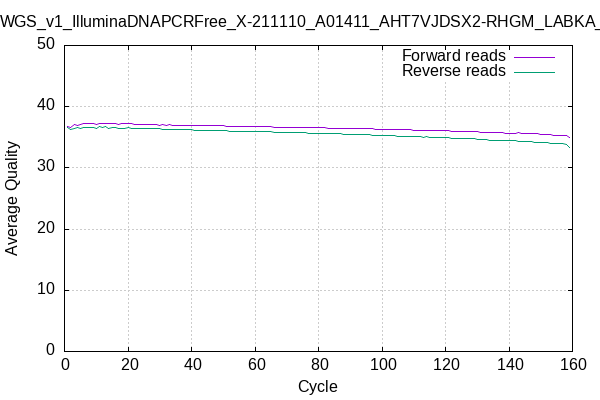 WGS_v1_IlluminaDNAPCRFree_X-211110_A01411_AHT7VJDSX2-RHGM_LABKA_
50
Forward reads
Reverse reads
40
30
20
10
0
Average Quality
0 20 40 60 80 100 120 140 160
Cycle